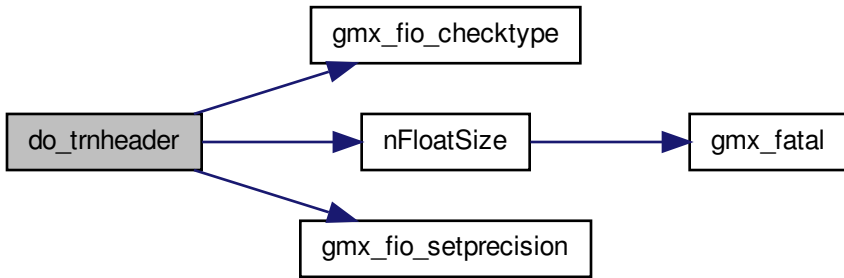 gmx_fio_checktype
do_trnheader
nFloatSize
gmx_fatal
gmx_fio_setprecision